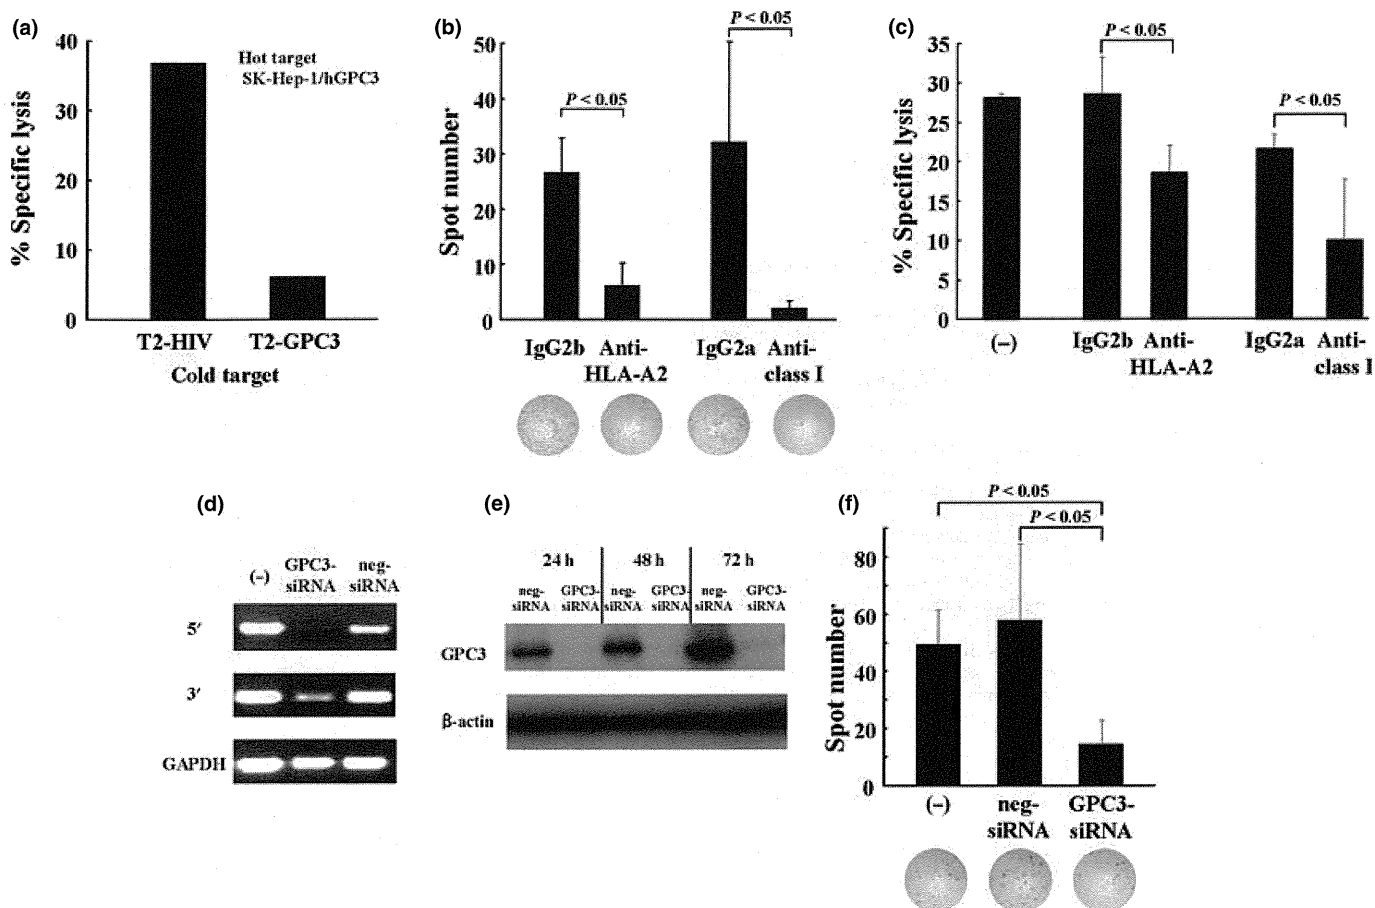 (a)
% Specific lysis
40
30
20
10
0
Hot target
SK-Hep-1/hGPC3
T2-HIV T2-GPC3
Cold target
(b)
Spot number
50
40
30
20
10
0
P < 0.05
P < 0.05
IgG2b Anti-HLA-A2 IgG2a Anti-class I
(c)
% Specific lysis
35
30
25
20
15
10
5
0
P < 0.05
P < 0.05
(–) IgG2b Anti-HLA-A2 IgG2a Anti-class I
(d)
(–) GPC3-siRNA neg-siRNA
5′
3′
GAPDH
(e)
24 h 48 h 72 h
neg-siRNA GPC3-siRNA neg-siRNA GPC3-siRNA neg-siRNA GPC3-siRNA
GPC3
β-actin
(f)
P < 0.05
P < 0.05
Spot number
80
60
40
20
0
(–) neg-siRNA GPC3-siRNA